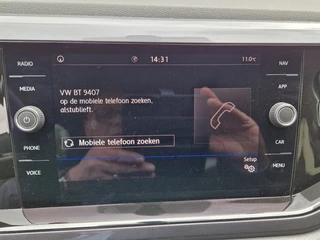 RADIO
14:31
11.0°C
NAV
MEDIA
VW BT 9407
op de mobiele telefoon zoeken,
alstublieft.
APP
PHONE
Mobiele telefoon zoeken
CAR
VOICE
Setup
MENU